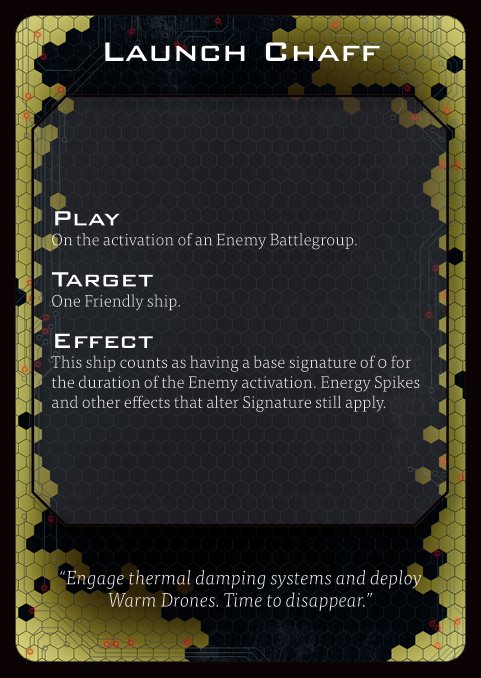 Launch Chaff
Play
On the activation of an Enemy Battlegroup.
Target
One Friendly ship.
Effect
This ship counts as having a base signature of 0 for
the duration of the Enemy activation. Energy Spikes
and other effects that alter Signature still apply.
“Engage thermal damping systems and deploy
Warm Drones. Time to disappear.”